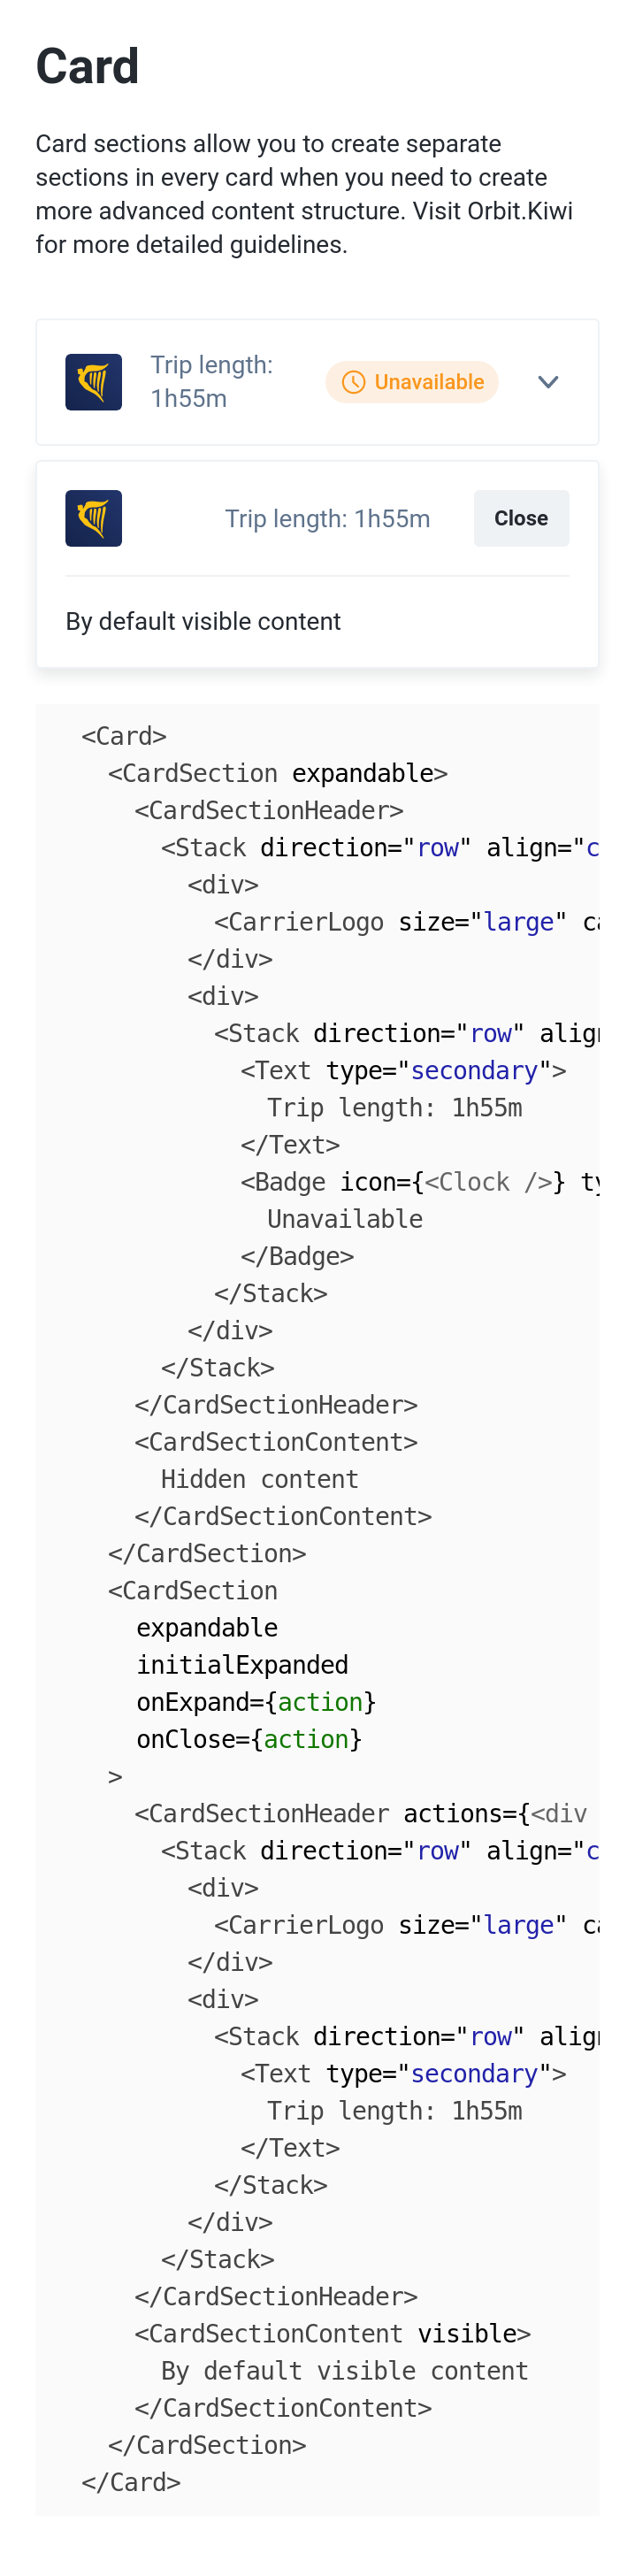 Card
Card sections allow you to create separate
sections in every card when you need to create
more advanced content structure. Visit Orbit.Kiwi
for more detailed guidelines.
Trip length:
1h55m
Unavailable
Trip length: 1h55m
Close
By default visible content
<Card>
<CardSection expandable>
<CardSectionHeader>
<Stack direction="row" align="c
<div>
<CarrierLogo size="large" ca
</div>
<div>
<Stack direction="row" align
<Text type="secondary">
Trip length: 1h55m
</Text>
<Badge icon={<Clock />} ty
Unavailable
</Badge>
</Stack>
</div>
</Stack>
</CardSectionHeader>
<CardSectionContent>
Hidden content
</CardSectionContent>
</CardSection>
<CardSection
expandable
initialExpanded
onExpand={action}
onClose={action}
>
<CardSectionHeader actions={<div
<Stack direction="row" align="c
<div>
<CarrierLogo size="large" ca
</div>
<div>
<Stack direction="row" align
<Text type="secondary">
Trip length: 1h55m
</Text>
</Stack>
</div>
</Stack>
</CardSectionHeader>
<CardSectionContent visible>
By default visible content
</CardSectionContent>
</CardSection>
</Card>